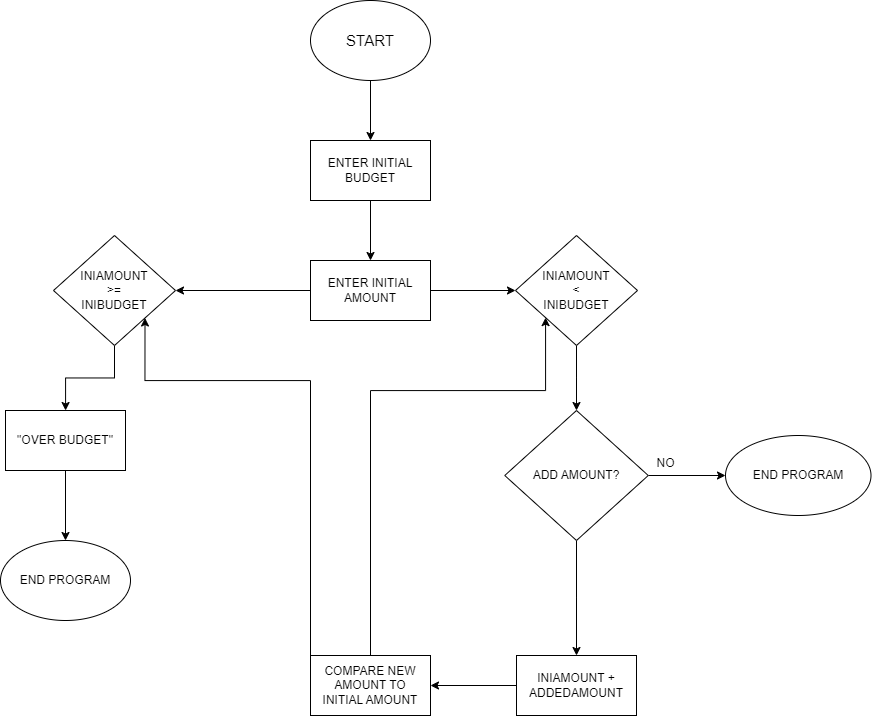 START
ENTER INITIAL
BUDGET
INIAMOUNT
>=
INIBUDGET
ENTER INITIAL
AMOUNT
INIAMOUNT
<
INIBUDGET
"OVER BUDGET"
ADD AMOUNT?
NO
END PROGRAM
END PROGRAM
COMPARE NEW
AMOUNT TO
INITIAL AMOUNT
INIAMOUNT +
ADDEDAMOUNT